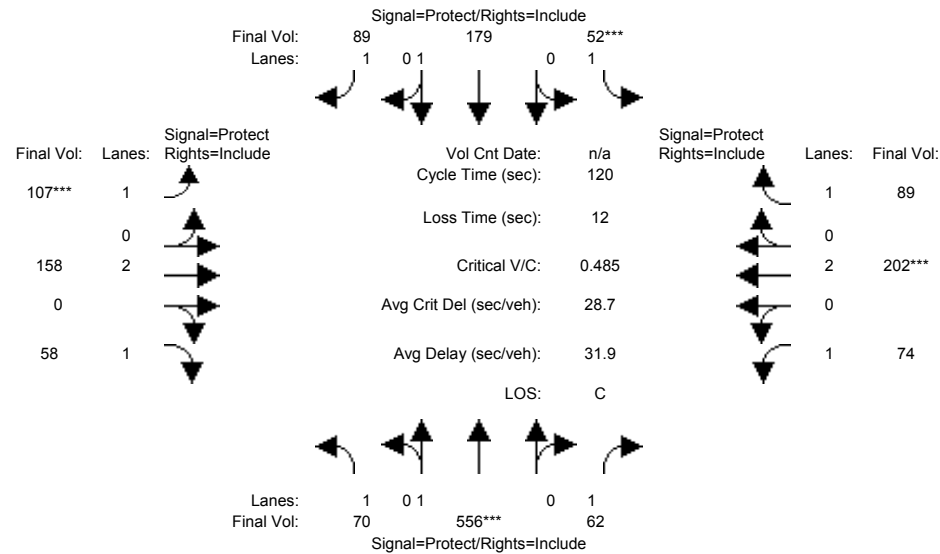 Signal=Protect/Rights=Include
Final Vol: 89 179 52***
Lanes: 1 0 1 0 1
Signal=Protect Signal=Protect
Final Vol: Lanes: Rights=Include Vol Cnt Date: n/a Rights=Include Lanes: Final Vol:
Cycle Time (sec): 120
107*** 1 1 89
Loss Time (sec): 12
0 0
158 2 Critical V/C: 0.485 2 202***
0 Avg Crit Del (sec/veh): 28.7 0
58 1 Avg Delay (sec/veh): 31.9 1 74
LOS: C
Lanes: 1 0 1 0 1
Final Vol: 70 556*** 62
Signal=Protect/Rights=Include